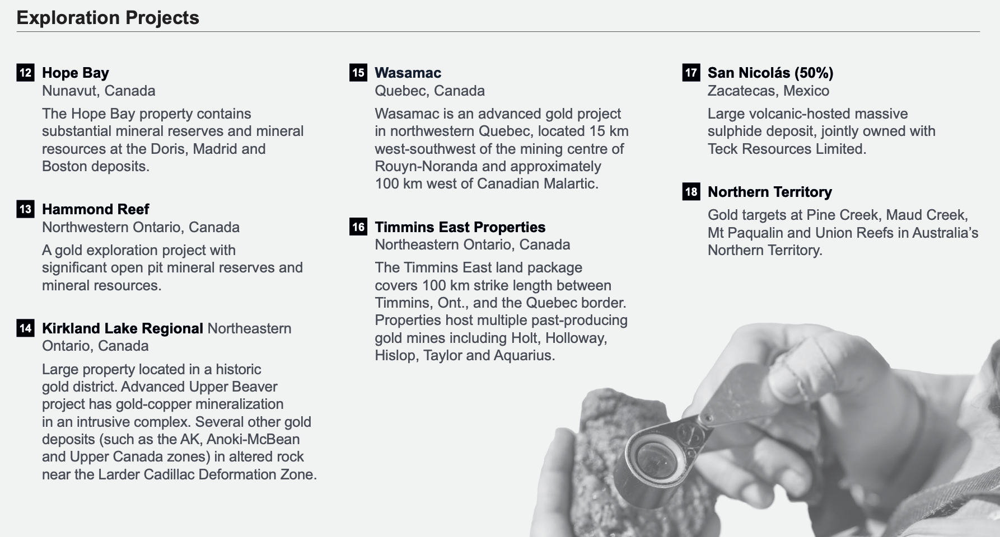 Exploration Projects
12 Hope Bay
Nunavut, Canada
The Hope Bay property contains
substantial mineral reserves and mineral
resources at the Doris, Madrid and
Boston deposits.
13 Hammond Reef
Northwestern Ontario, Canada
A gold exploration project with
significant open pit mineral reserves and
mineral resources.
14 Kirkland Lake Regional Northeastern
Ontario, Canada
Large property located in a historic
gold district. Advanced Upper Beaver
project has gold-copper mineralization
in an intrusive complex. Several other gold
deposits (such as the AK, Anoki-McBean
and Upper Canada zones) in altered rock
near the Larder Cadillac Deformation Zone.
15 Wasamac
Quebec, Canada
Wasamac is an advanced gold project
in northwestern Quebec, located 15 km
west-southwest of the mining centre of
Rouyn-Noranda and approximately
100 km west of Canadian Malartic.
16 Timmins East Properties
Northeastern Ontario, Canada
The Timmins East land package
covers 100 km strike length between
Timmins, Ont., and the Quebec border.
Properties host multiple past-producing
gold mines including Holt, Holloway,
Hislop, Taylor and Aquarius.
17 San Nicolás (50%)
Zacatecas, Mexico
Large volcanic-hosted massive
sulphide deposit, jointly owned with
Teck Resources Limited.
18 Northern Territory
Gold targets at Pine Creek, Maud Creek,
Mt Paqualin and Union Reefs in Australia’s
Northern Territory.